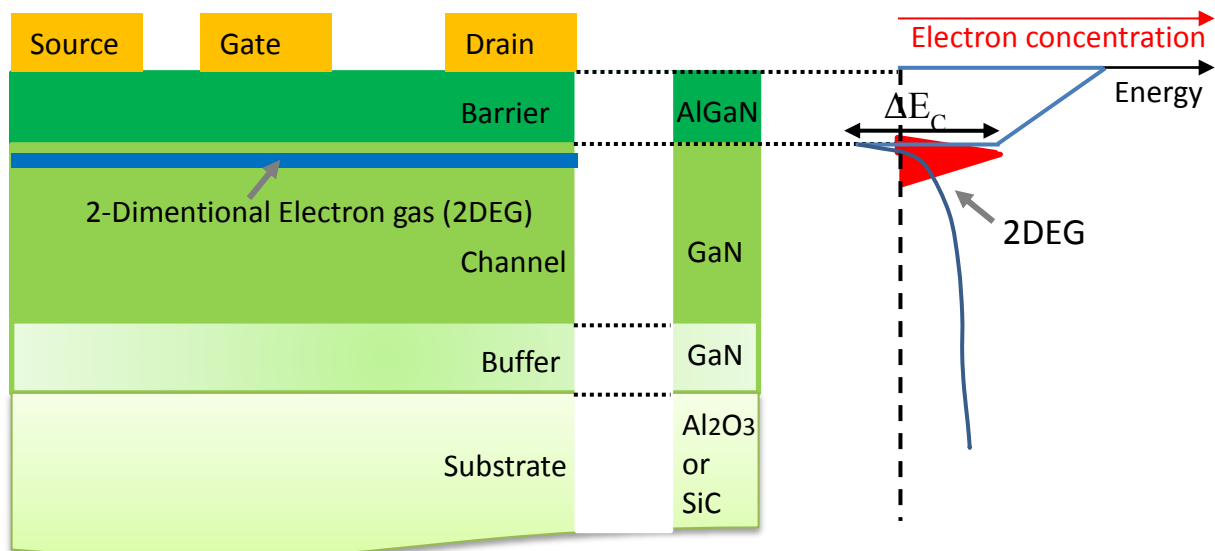 Source
Gate
Drain
Barrier
2-Dimentional Electron gas (2DEG)
Channel
Buffer
Substrate
AlGaN
GaN
GaN
Al2O3
or
SiC
Electron concentration
Energy
ΔEC
2DEG